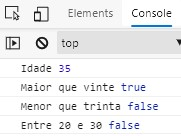 Elements Console
top
Idade 35
Maior que vinte true
Menor que trinta false
Entre 20 e 30 false